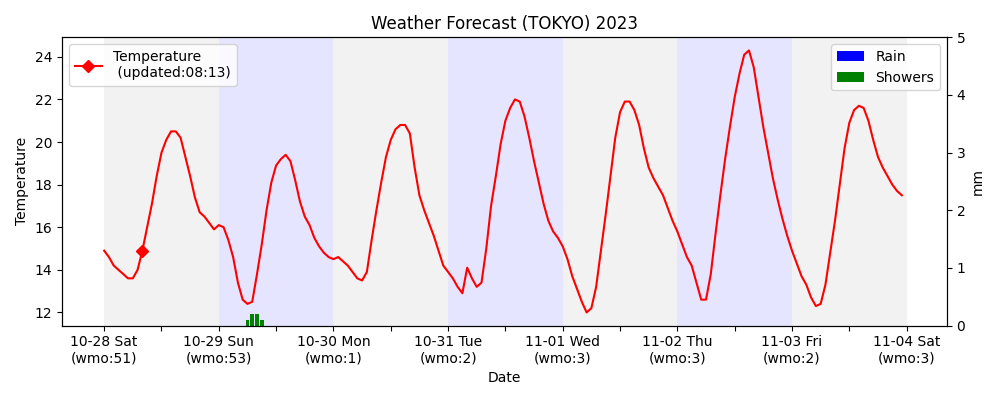 Weather Forecast (TOKYO) 2023
Temperature
(updated:08:13)
Rain
Showers
Temperature
24
22
20
18
16
14
12
5
4
3
2
1
0
mm
10-28 Sat
(wmo:51)
10-29 Sun
(wmo:53)
10-30 Mon
(wmo:1)
10-31 Tue
(wmo:2)
11-01 Wed
(wmo:3)
11-02 Thu
(wmo:3)
11-03 Fri
(wmo:2)
11-04 Sat
(wmo:3)
Date